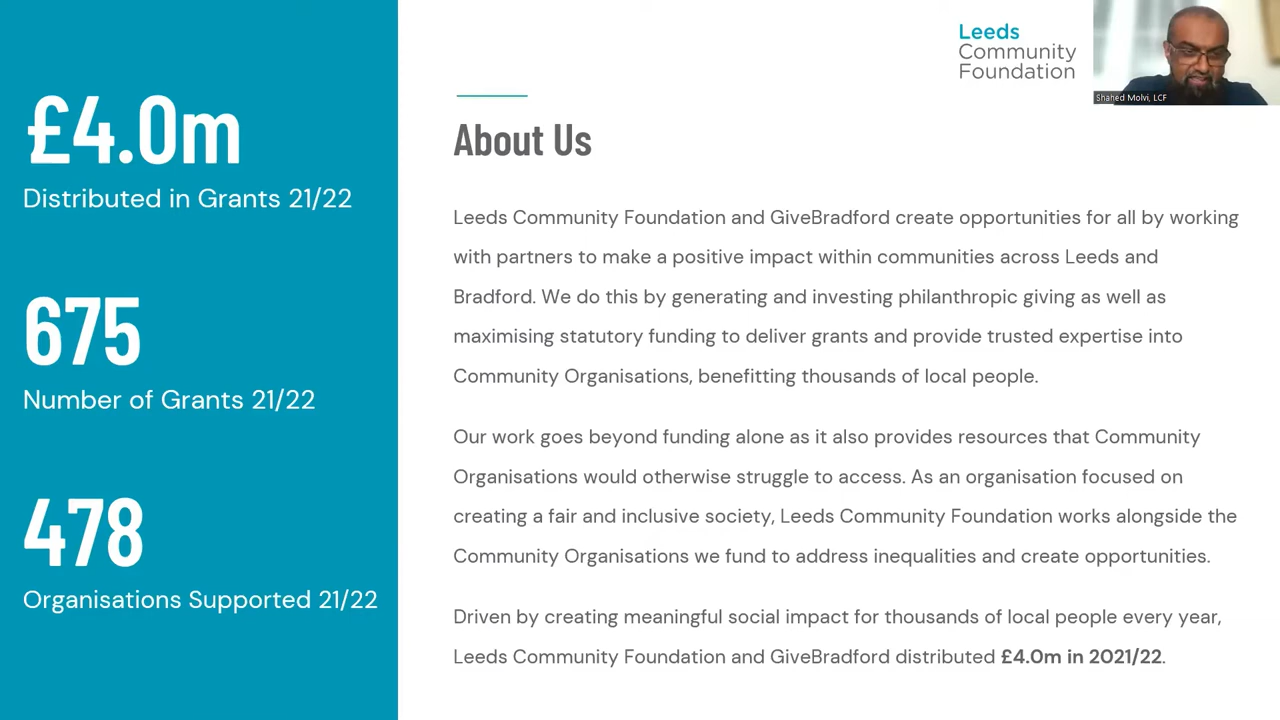 £4.0m
Distributed in Grants 21/22
675
Number of Grants 21/22
478
Organisations Supported 21/22
Leeds
Community
Foundation
Shahed Molvi, LCF
About Us
Leeds Community Foundation and GiveBradford create opportunities for all by working
with partners to make a positive impact within communities across Leeds and
Bradford. We do this by generating and investing philanthropic giving as well as
maximising statutory funding to deliver grants and provide trusted expertise into
Community Organisations, benefitting thousands of local people.
Our work goes beyond funding alone as it also provides resources that Community
Organisations would otherwise struggle to access. As an organisation focused on
creating a fair and inclusive society, Leeds Community Foundation works alongside the
Community Organisations we fund to address inequalities and create opportunities.
Driven by creating meaningful social impact for thousands of local people every year,
Leeds Community Foundation and GiveBradford distributed £4.0m in 2021/22.